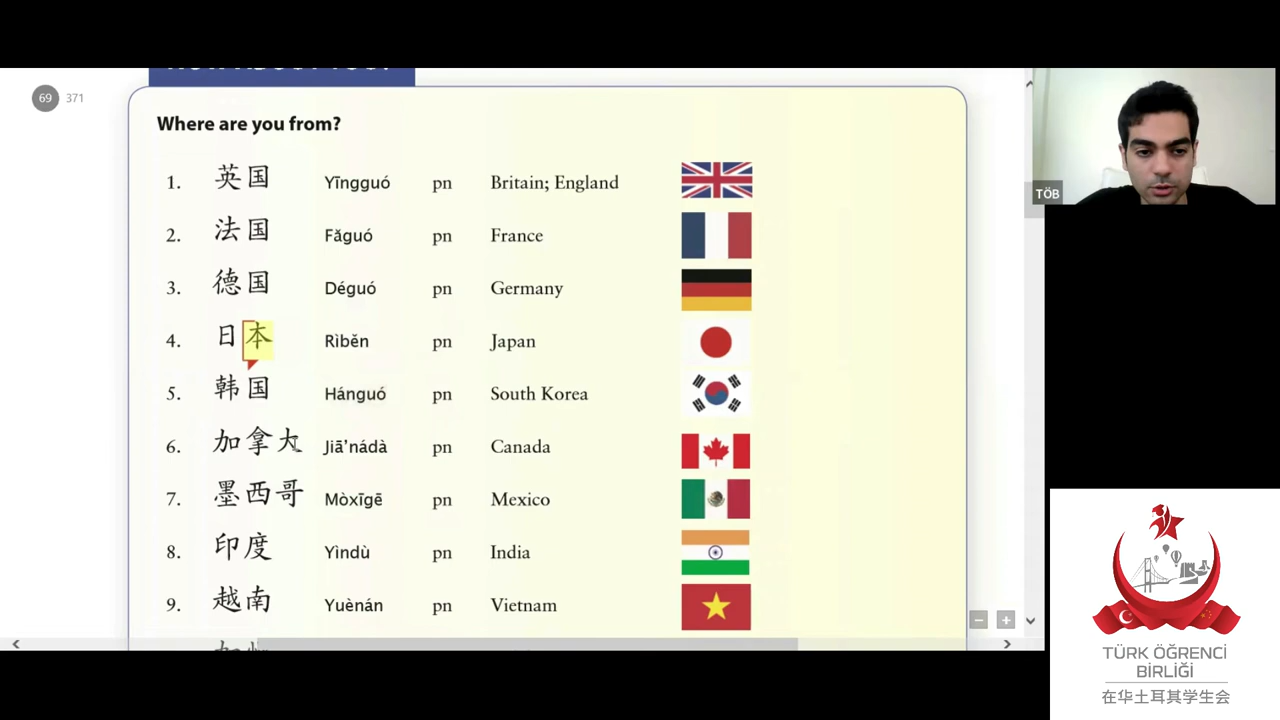 69 371
Where are you from?
1. 英国 Yīngguó pn Britain; England
2. 法国 Fǎguó pn France
3. 德国 Déguó pn Germany
4. 日本 Rìběn pn Japan
5. 韩国 Hánguó pn South Korea
6. 加拿大 Jiā’nádà pn Canada
7. 墨西哥 Mòxīgē pn Mexico
8. 印度 Yìndù pn India
9. 越南 Yuènán pn Vietnam
TÖB
TÜRK ÖĞRENCİ
BİRLİĞİ
在华土耳其学生会